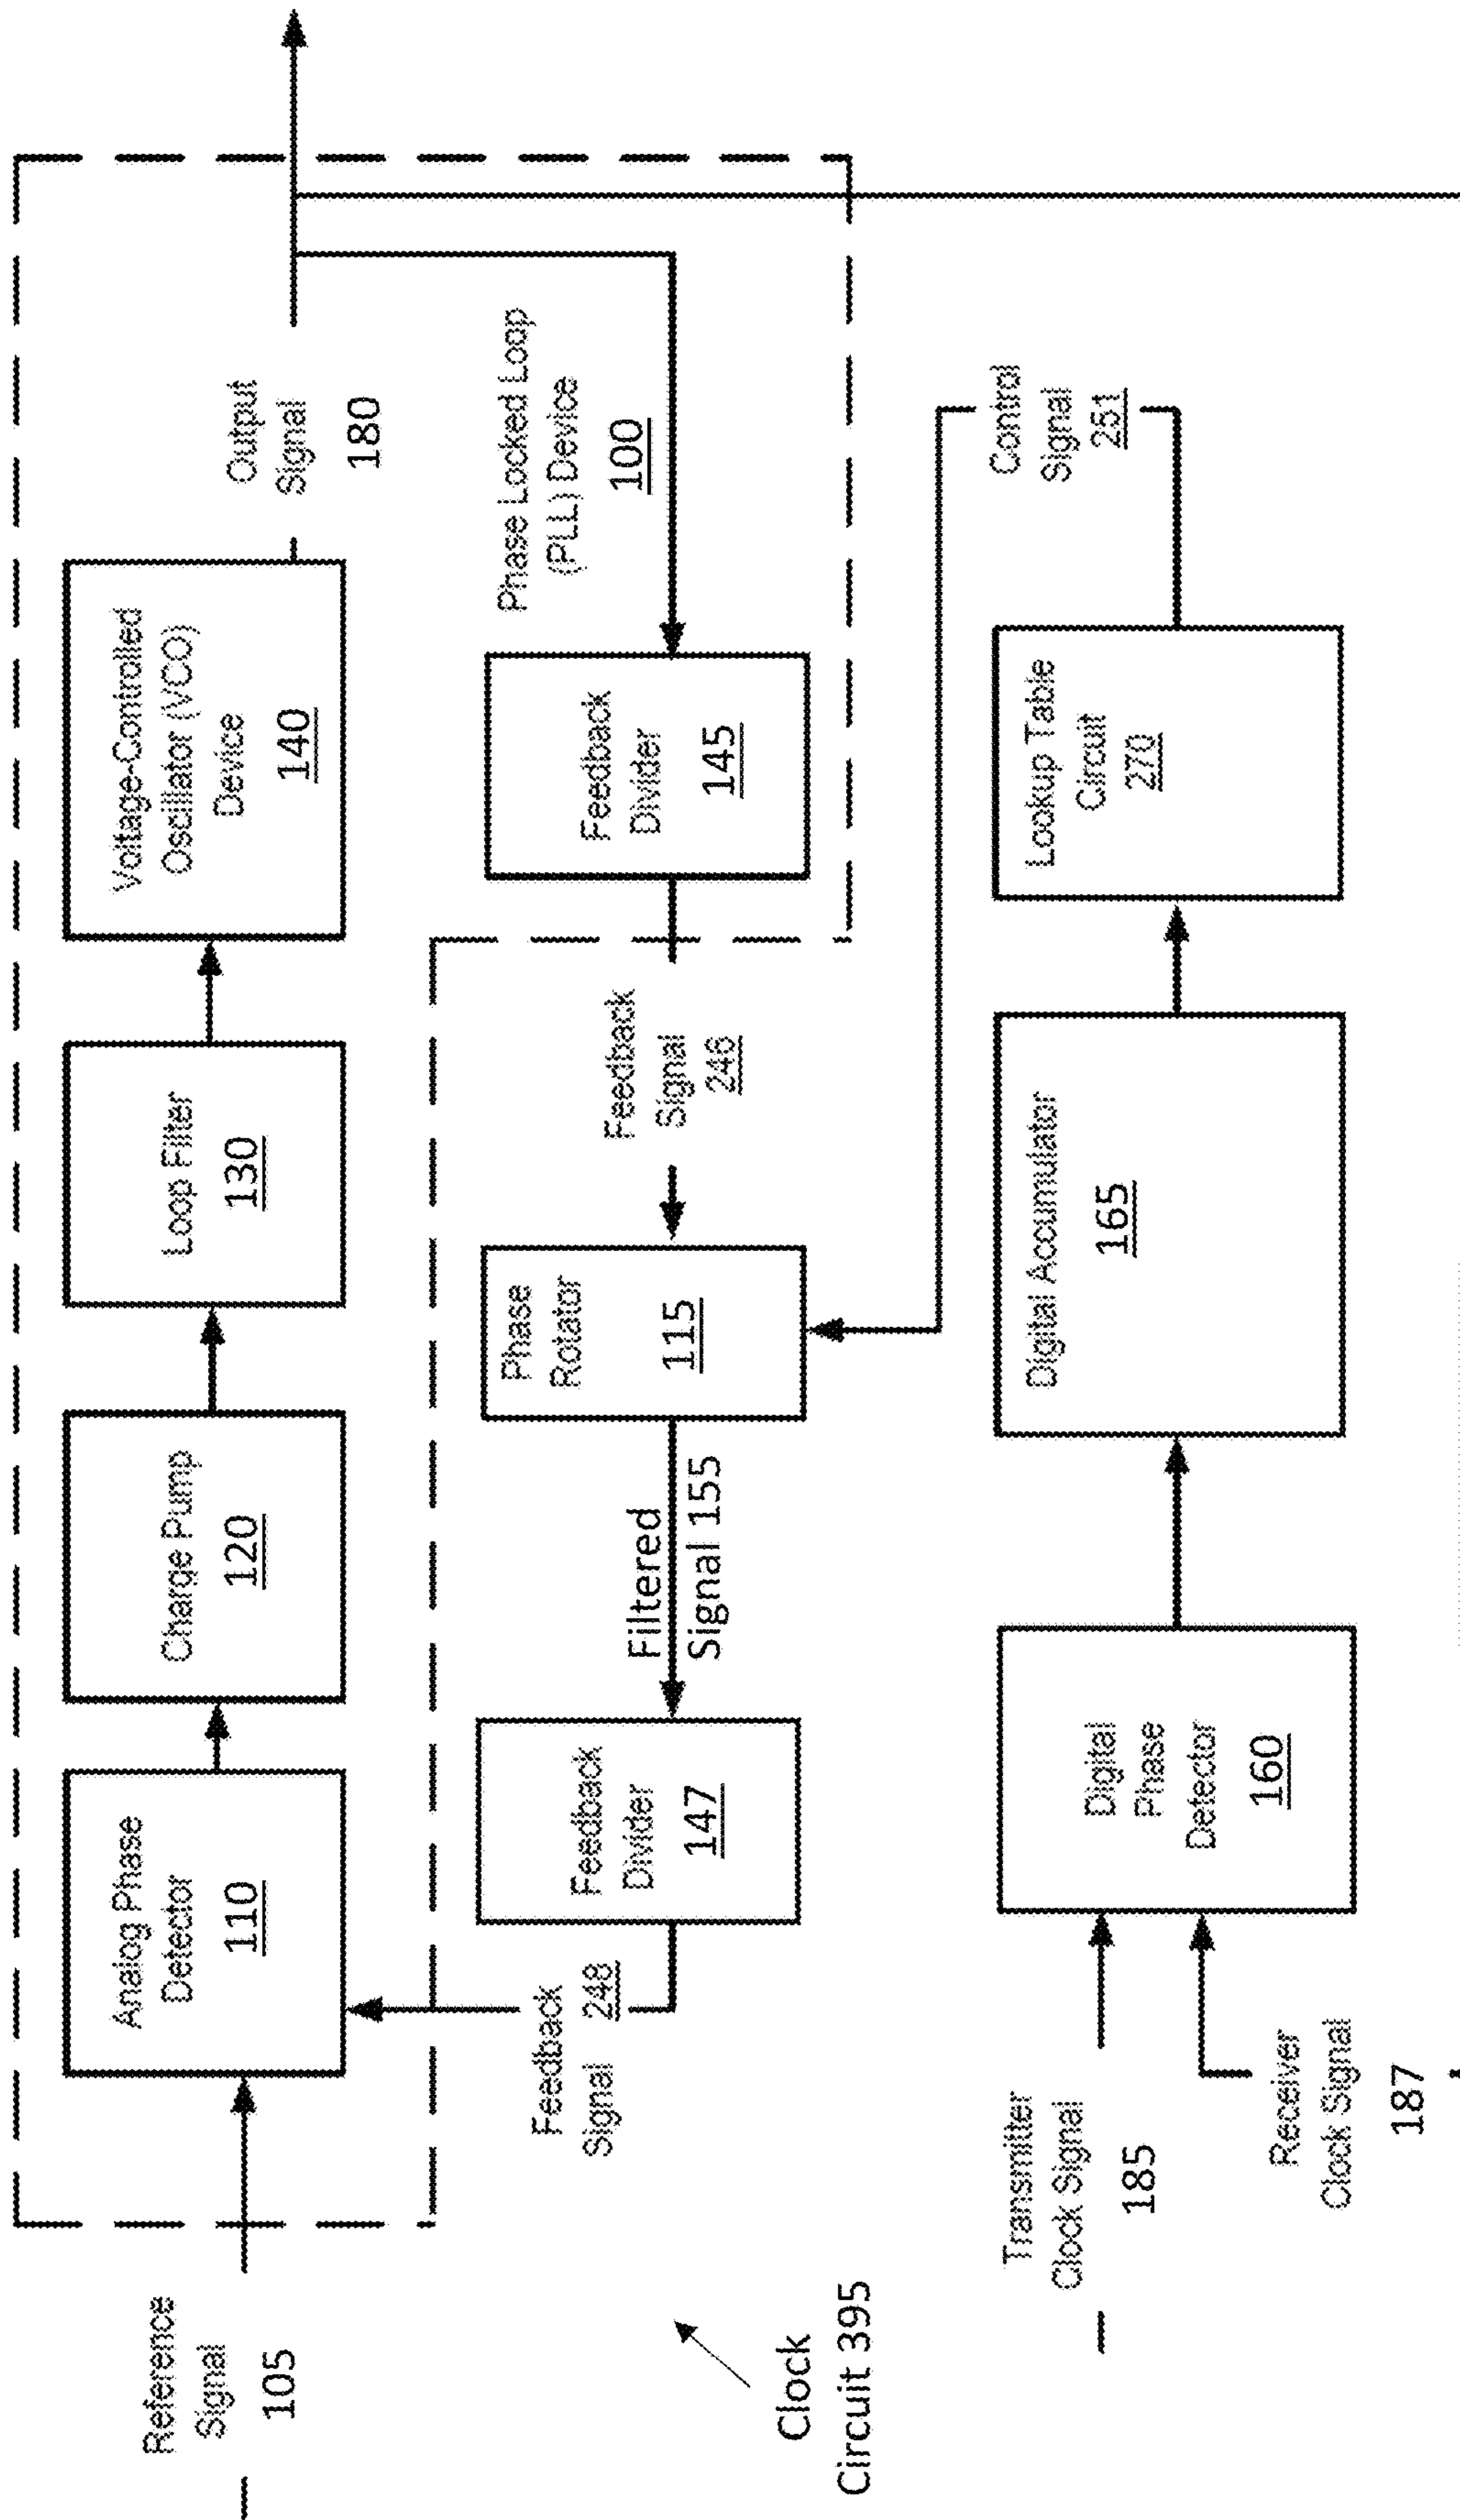 Reference
Signal
105
Analog Phase
Detector
110
Charge Pump
120
Loop Filter
130
Voltage-Controlled
Oscillator (VCO)
Device
140
Output
Signal
180
Phase Locked Loop
(PLL) Device
100
Feedback
Signal 248
Feedback
Divider
147
Filtered
Signal 155
Phase
Rotator
115
Feedback
Signal
246
Feedback
Divider
145
Clock
Circuit 395
Transmitter
Clock Signal
185
Receiver
Clock Signal
187
Digital
Phase
Detector
160
Digital Accumulator
165
Lookup Table
Circuit
270
Control
Signal
251